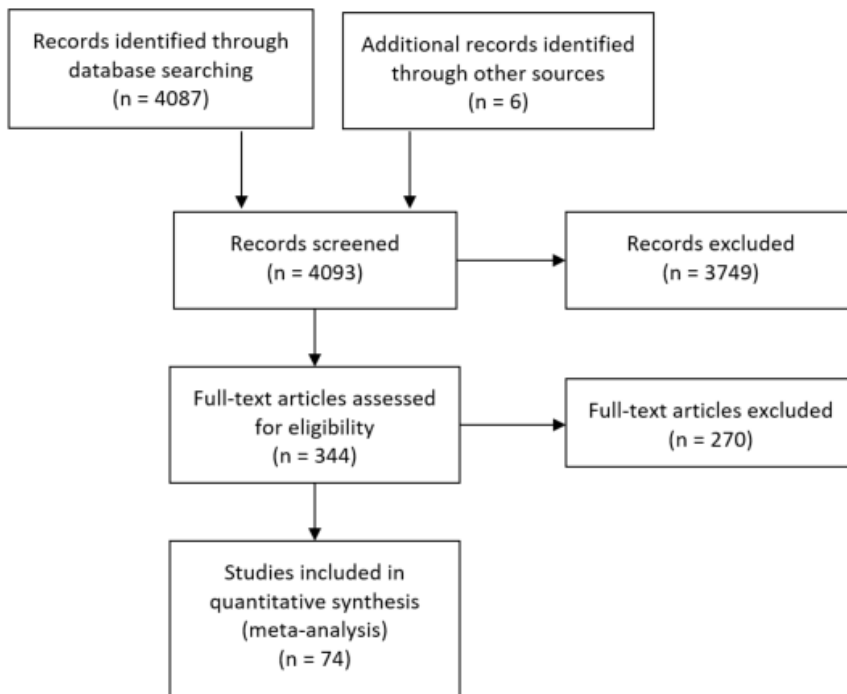 Records identified through
database searching
(n = 4087)
Additional records identified
through other sources
(n = 6)
Records screened
(n = 4093)
Records excluded
(n = 3749)
Full-text articles assessed
for eligibility
(n = 344)
Full-text articles excluded
(n = 270)
Studies included in
quantitative synthesis
(meta-analysis)
(n = 74)